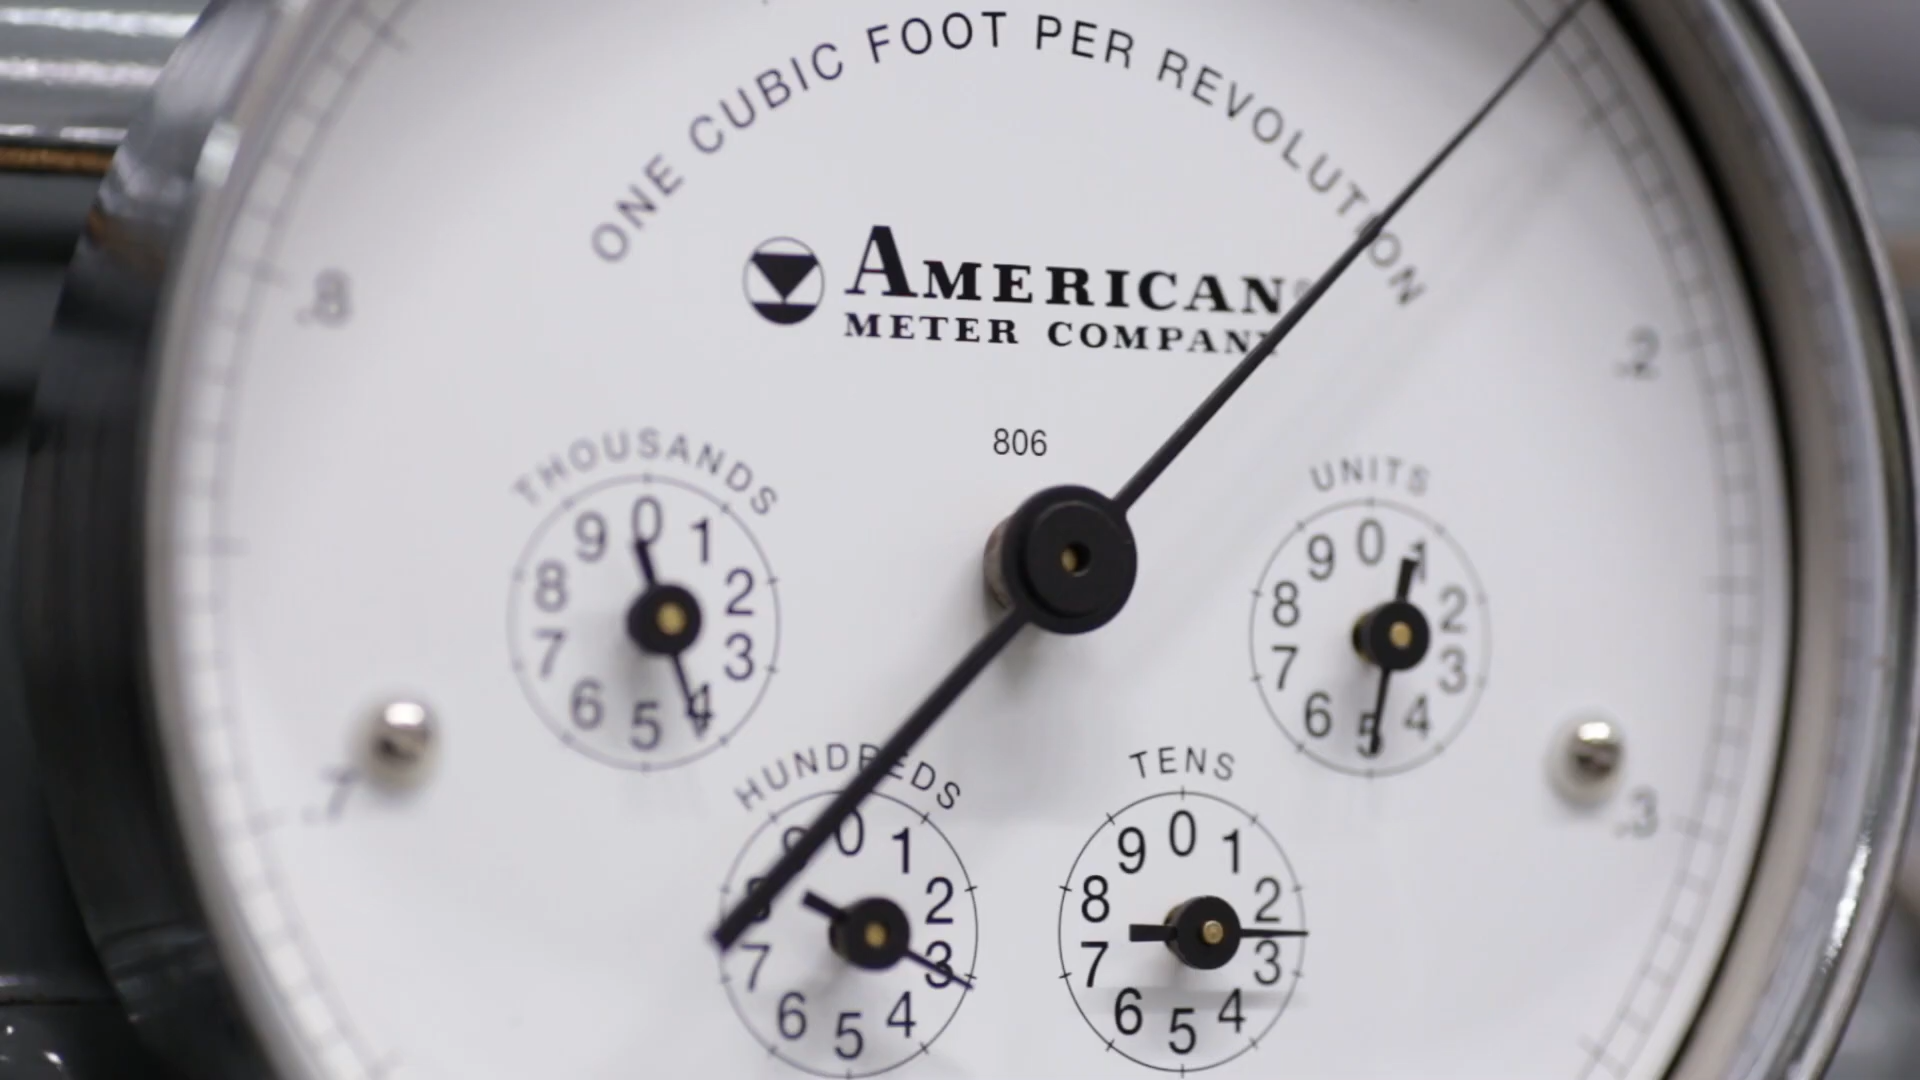 ONE CUBIC FOOT PER REVOLUTION
AMERICAN®
METER COMPANY
806
.8
.2
.7
.3
THOUSANDS
0 1 2 3 4 5 6 7 8 9
UNITS
0 1 2 3 4 5 6 7 8 9
HUNDREDS
0 1 2 3 4 5 6 7 8 9
TENS
0 1 2 3 4 5 6 7 8 9